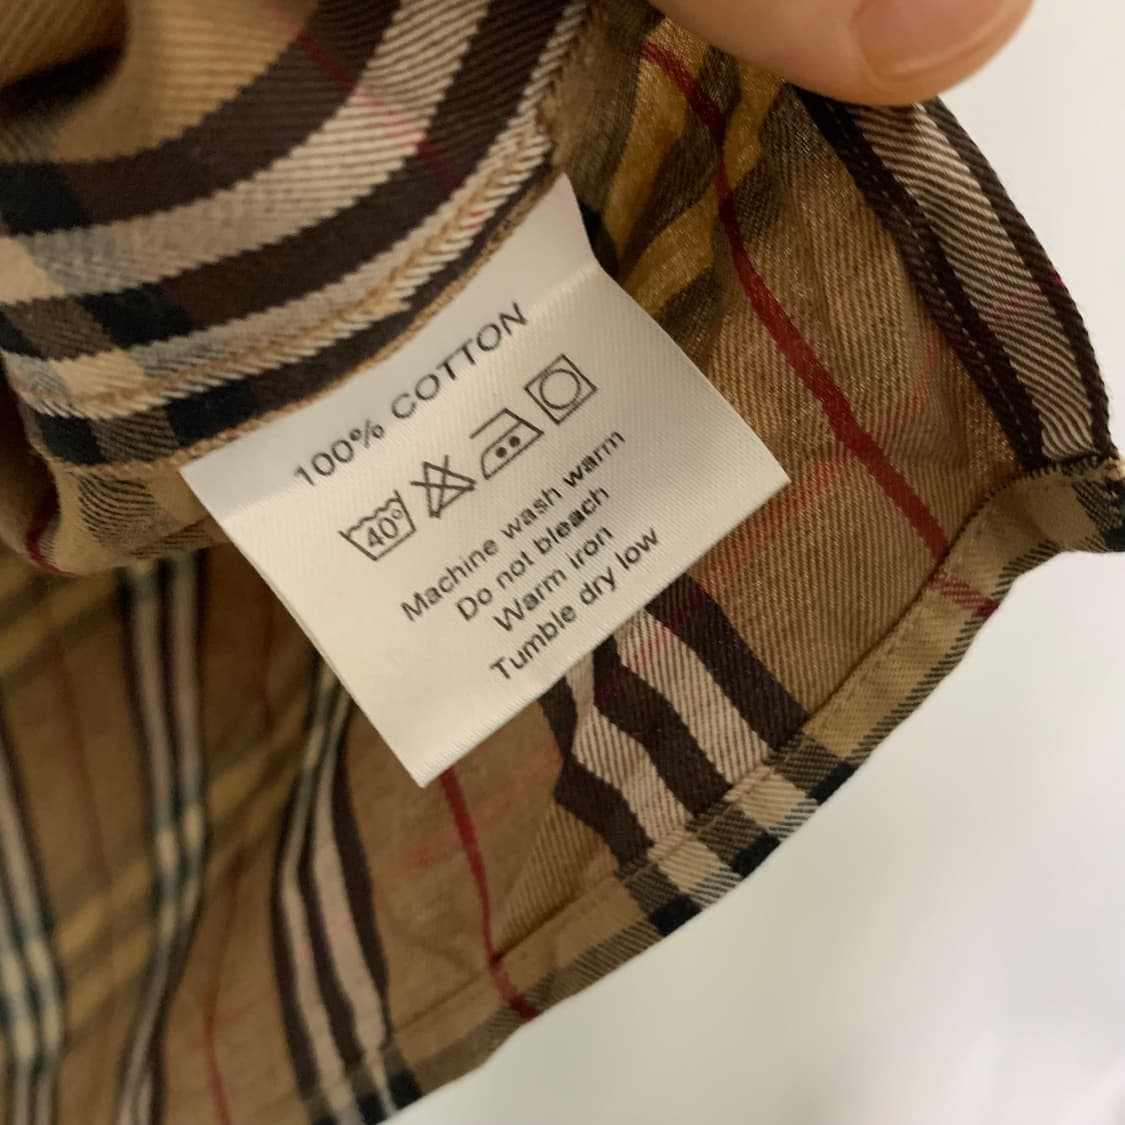 100% COTTON
40°
Machine wash warm
Do not bleach
Warm iron
Tumble dry low